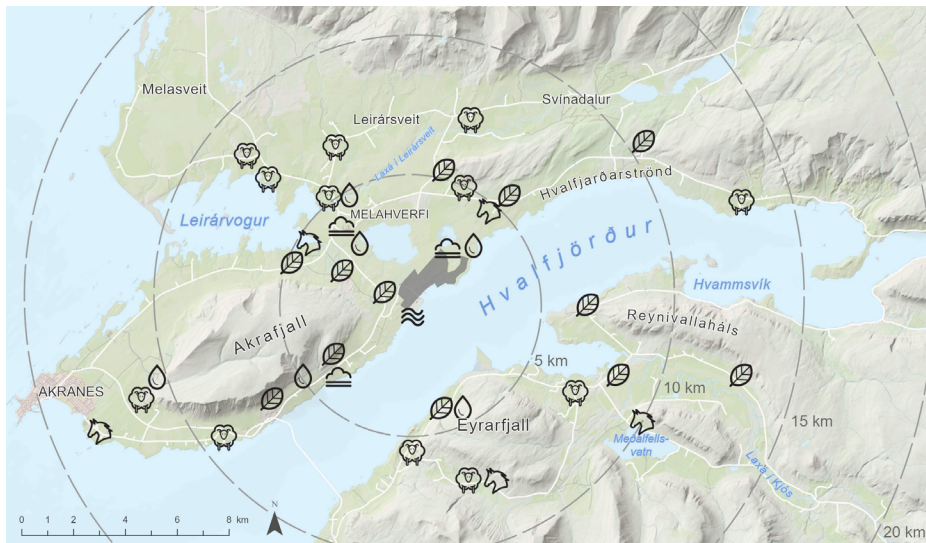 Melasveit
Svínadalur
Leirársveit
Laxá í Leirársveit
Hvalfjarðarströnd
MELAHVERFI
Leirárvogur
Hvalfjörður
Hvammsvík
Reynivallaháls
Akrafjall
5 km
10 km
AKRANES
15 km
Eyrarfjall
Meðalfells-
vatn
Laxá í Kjós
N
0 2 4 6 8 km
20 km